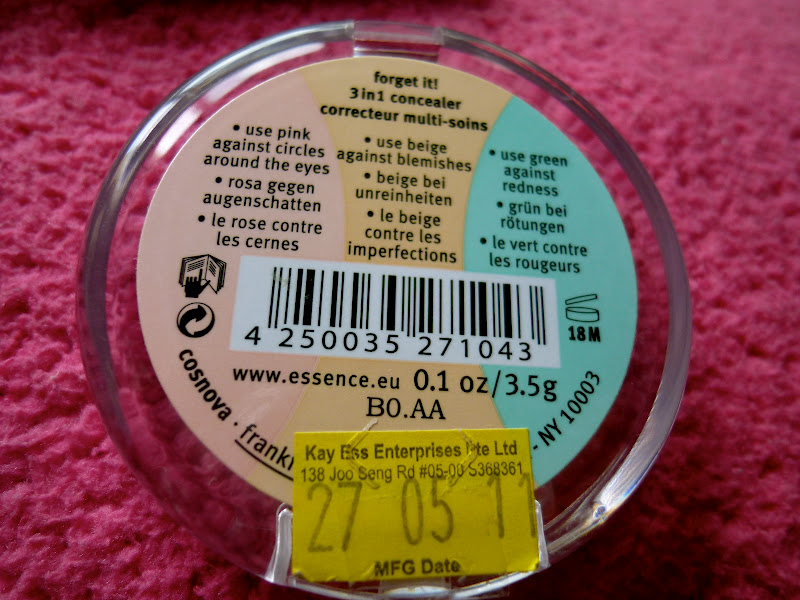 forget it!
3in1 concealer
correcteur multi-soins
• use pink
against circles
around the eyes
• rosa gegen
augenschatten
• le rose contre
les cernes
• use beige
against blemishes
• beige bei
unreinheiten
• le beige
contre les
imperfections
• use green
against
redness
• grün bei
rötungen
• le vert contre
les rougeurs
4 250035 271043
18M
www.essence.eu 0.1 oz/3.5g
B0.AA
cosnova · frank
NY 10003
Kay Ess Enterprises Pte Ltd
138 Joo Seng Rd #05-00 S368361
27 05 11
MFG Date